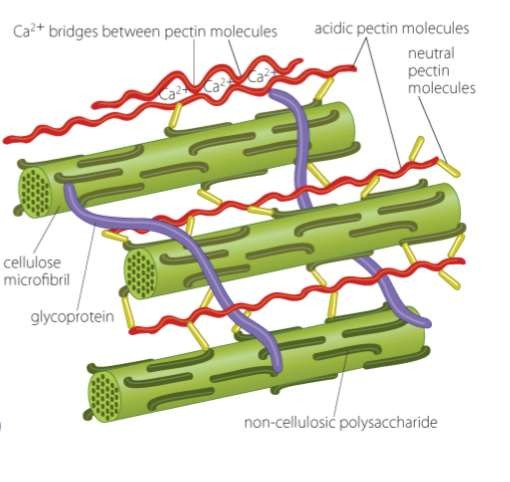 Ca²⁺ bridges between pectin molecules
acidic pectin molecules
neutral
pectin
molecules
Ca²⁺
Ca²⁺
Ca²⁺
cellulose
microfibril
glycoprotein
non-cellulosic polysaccharide